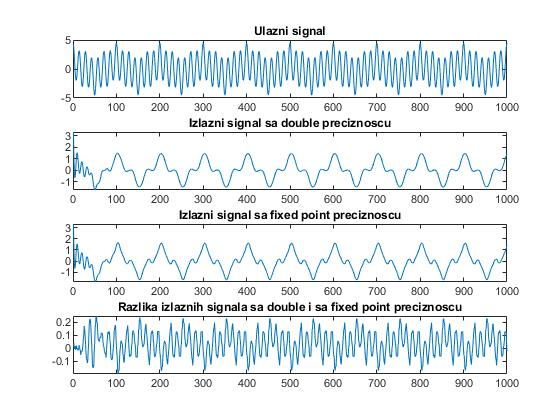 Ulazni signal
5
0
-5
0 100 200 300 400 500 600 700 800 900 1000
Izlazni signal sa double preciznoscu
3
2
1
0
-1
0 100 200 300 400 500 600 700 800 900 1000
Izlazni signal sa fixed point preciznoscu
3
2
1
0
-1
0 100 200 300 400 500 600 700 800 900 1000
Razlika izlaznih signala sa double i sa fixed point preciznoscu
0.2
0.1
0
-0.1
0 100 200 300 400 500 600 700 800 900 1000